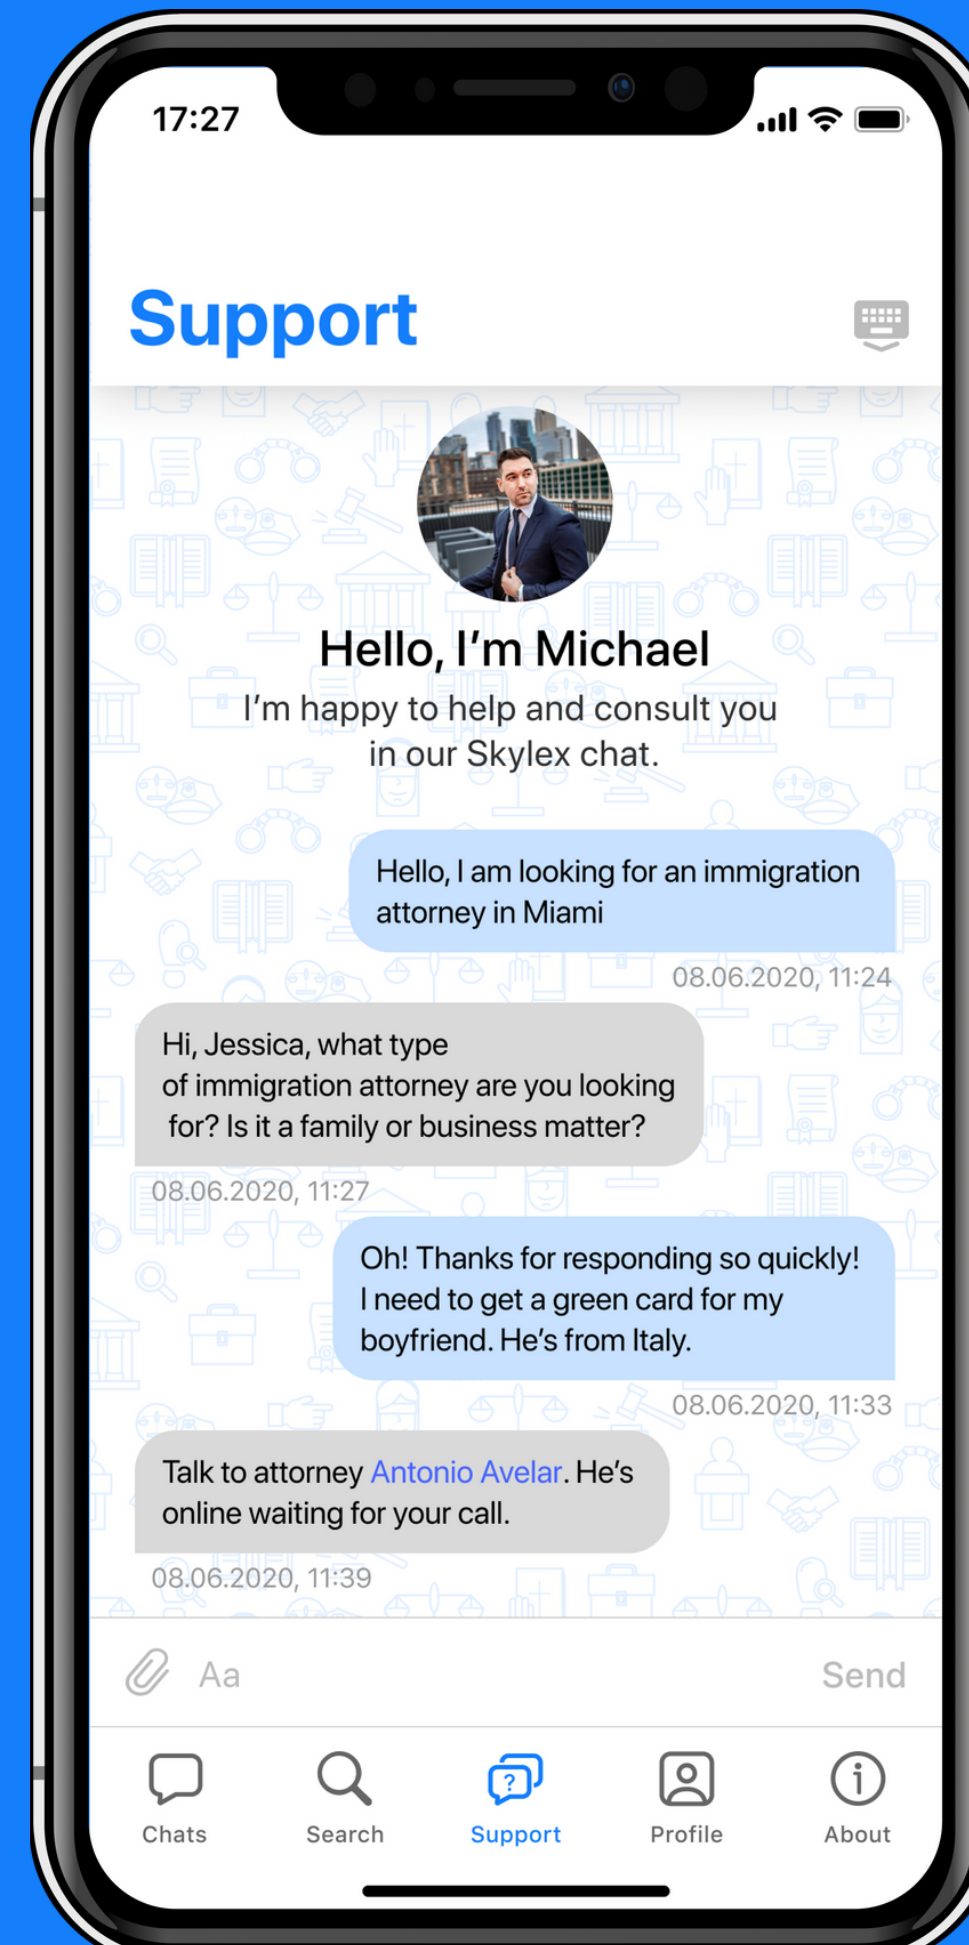 17:27
Support
Hello, I'm Michael
I'm happy to help and consult you
in our Skylex chat.
Hello, I am looking for an immigration
attorney in Miami
08.06.2020, 11:24
Hi, Jessica, what type
of immigration attorney are you looking
for? Is it a family or business matter?
08.06.2020, 11:27
Oh! Thanks for responding so quickly!
I need to get a green card for my
boyfriend. He's from Italy.
08.06.2020, 11:33
Talk to attorney Antonio Avelar. He's
online waiting for your call.
08.06.2020, 11:39
Aa
Send
Chats
Search
Support
Profile
About